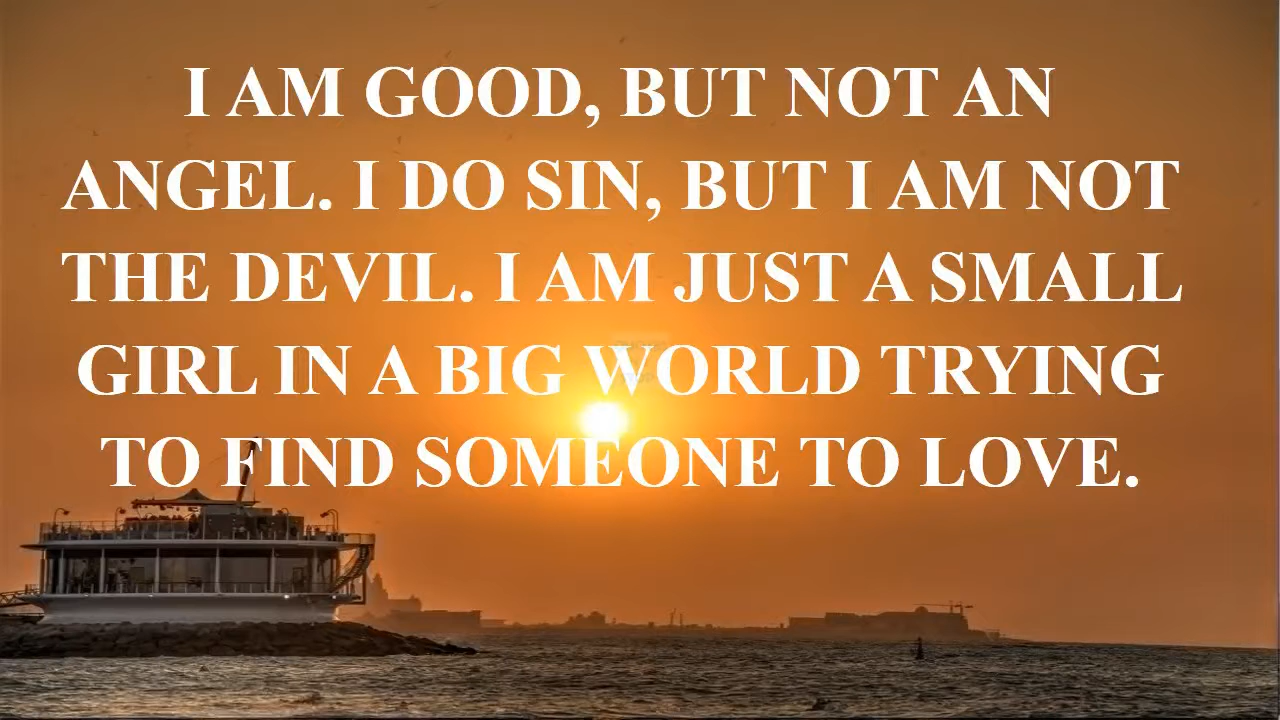 I AM GOOD, BUT NOT AN
ANGEL. I DO SIN, BUT I AM NOT
THE DEVIL. I AM JUST A SMALL
GIRL IN A BIG WORLD TRYING
TO FIND SOMEONE TO LOVE.